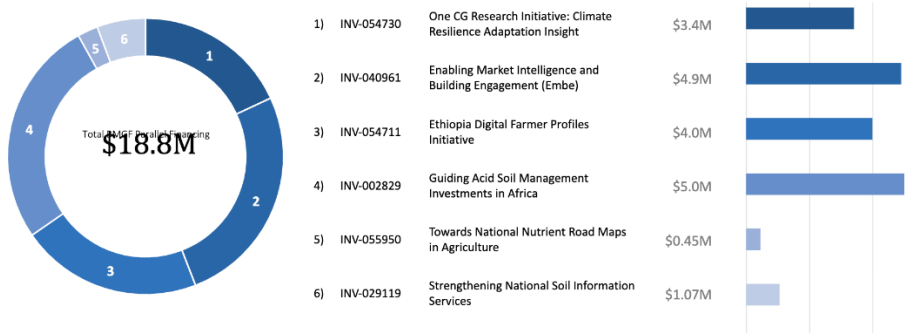 1
2
3
4
5
6
Total BMGF Parallel Financing
$18.8M
1) INV-054730 One CG Research Initiative: Climate
Resilience Adaptation Insight $3.4M
2) INV-040961 Enabling Market Intelligence and
Building Engagement (Embe) $4.9M
3) INV-054711 Ethiopia Digital Farmer Profiles
Initiative $4.0M
4) INV-002829 Guiding Acid Soil Management
Investments in Africa $5.0M
5) INV-055950 Towards National Nutrient Road Maps
in Agriculture $0.45M
6) INV-029119 Strengthening National Soil Information
Services $1.07M